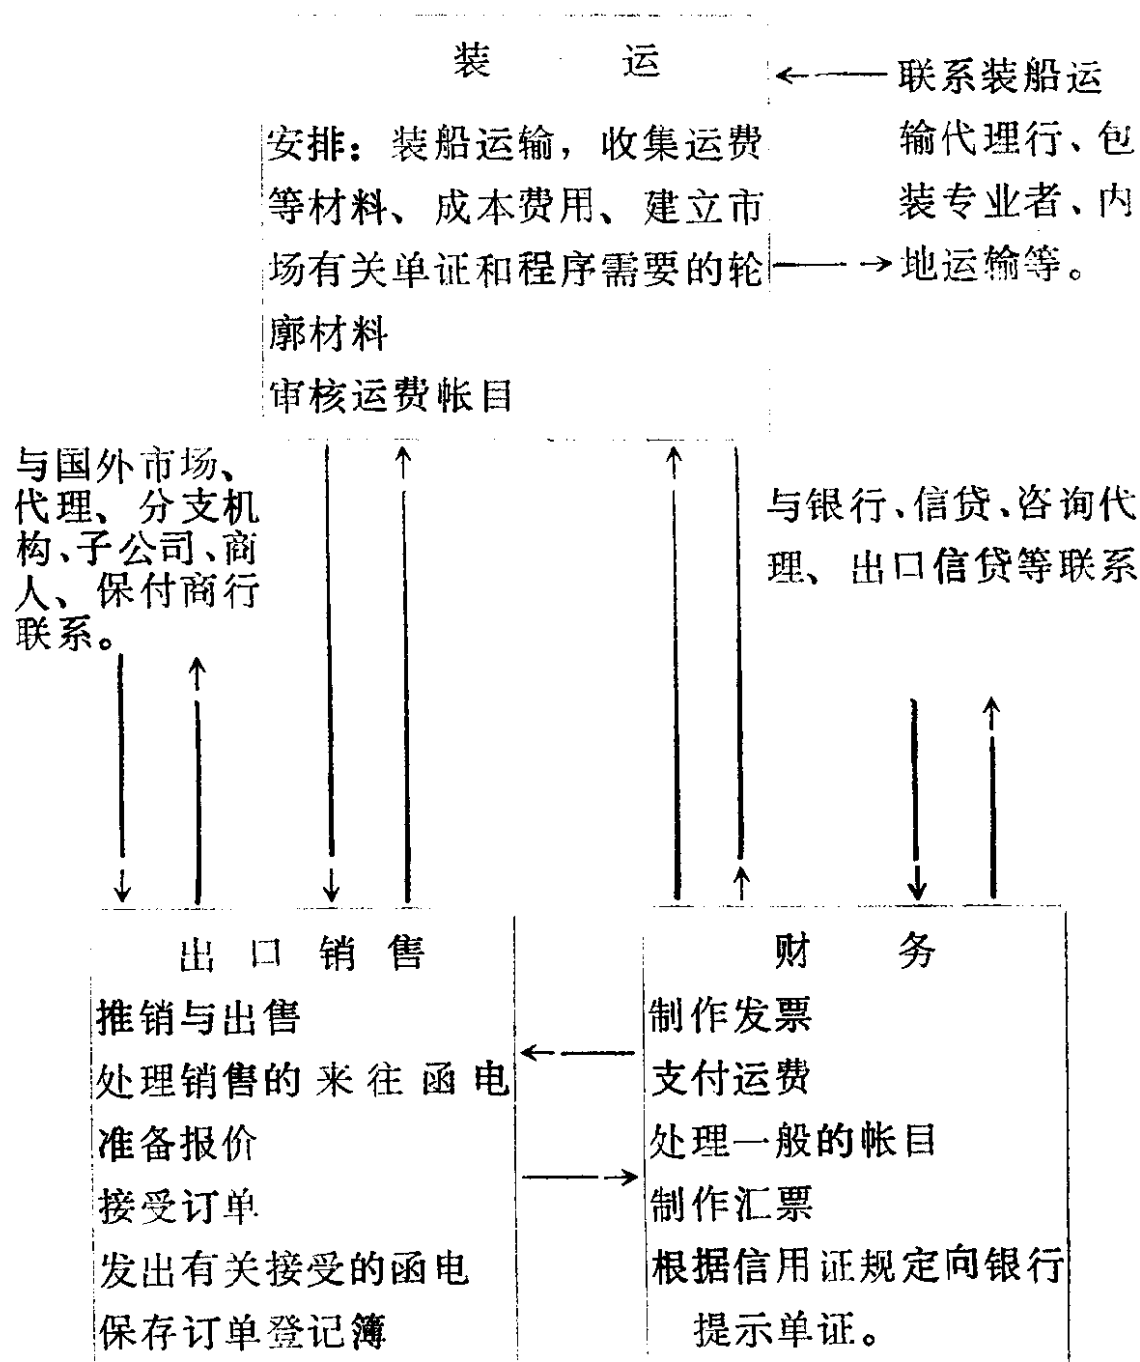 装 运
安排：装船运输，收集运费
等材料、成本费用、建立市
场有关单证和程序需要的轮
廓材料
审核运费帐目
联系装船运
输代理行、包
装专业者、内
地运输等。
与国外市场、
代理、分支机
构、子公司、商
人、保付商行
联系。
与银行、信贷、咨询代
理、出口信贷等联系
出口销售
推销与出售
处理销售的来往函电
准备报价
接受订单
发出有关接受的函电
保存订单登记簿
财 务
制作发票
支付运费
处理一般的帐目
制作汇票
根据信用证规定向银行
提示单证。